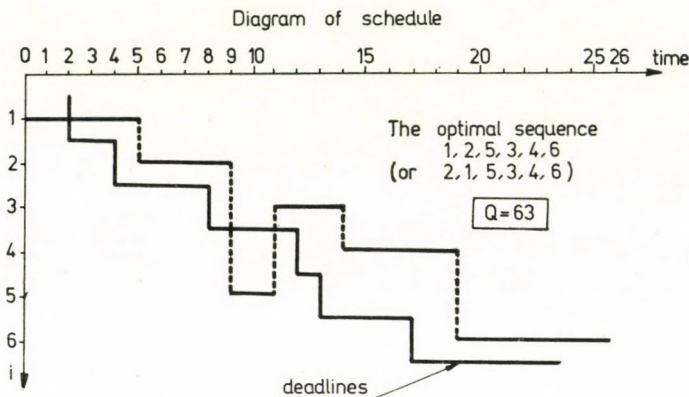 Diagram of schedule
0 1 2 3 4 5 6 7 8 9 10 15 20 25 26 time
1
The optimal sequence
1, 2, 5, 3, 4, 6
2
(or 2, 1, 5, 3, 4, 6 )
3
Q = 63
4
5
6
i
deadlines